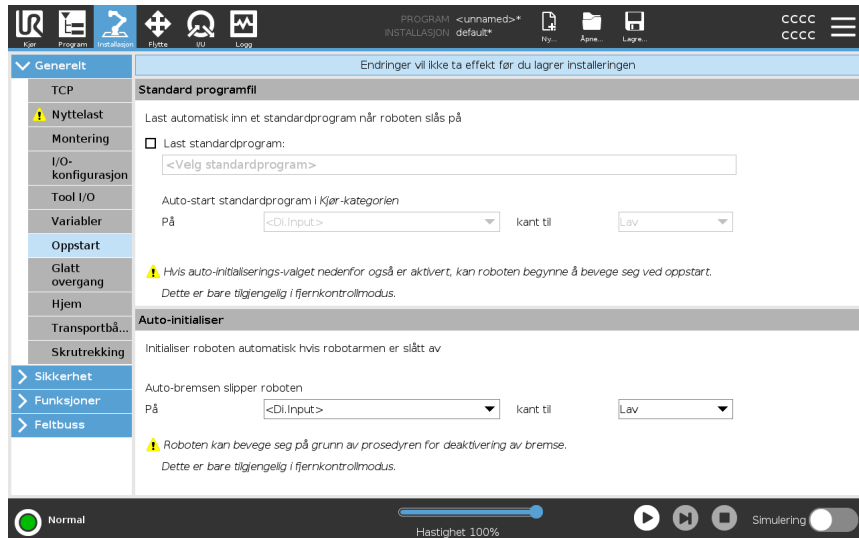 UR
PROGRAM <unnamed>*
INSTALLASJON default*
Kjør
Program
Installasjon
Flytte
I/U
Logg
Ny...
Åpne...
Lagre...
cccc
cccc
Generelt
TCP
Nyttelast
Montering
I/O-
konfigurasjon
Tool I/O
Variabler
Oppstart
Glatt
overgang
Hjem
Transportbå...
Skrutrekking
Sikkerhet
Funksjoner
Feltbuss
Endringer vil ikke ta effekt før du lagrer installeringen
Standard programfil
Last automatisk inn et standardprogram når roboten slås på
Last standardprogram:
<Velg standardprogram>
Auto-start standardprogram i Kjør-kategorien
På <Di.Input> kant til Lav
Hvis auto-initialiserings-valget nedenfor også er aktivert, kan roboten begynne å bevege seg ved oppstart.
Dette er bare tilgjengelig i fjernkontrollmodus.
Auto-initialiser
Initialiser roboten automatisk hvis robotarmen er slått av
Auto-bremsen slipper roboten
På <Di.Input> kant til Lav
Roboten kan bevege seg på grunn av prosedyren for deaktivering av bremse.
Dette er bare tilgjengelig i fjernkontrollmodus.
Normal
Hastighet 100%
Simulering